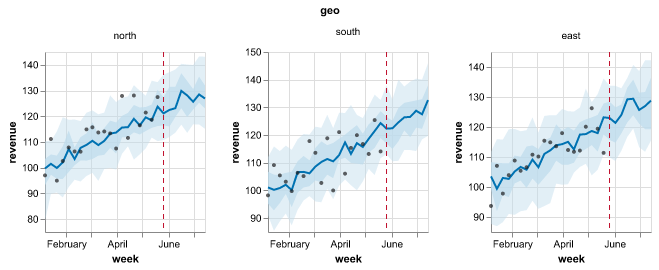 geo
north
south
east
revenue
140
130
120
110
100
90
80
February
April
June
week
revenue
150
140
130
120
110
100
90
February
April
June
week
revenue
140
130
120
110
100
90
February
April
June
week